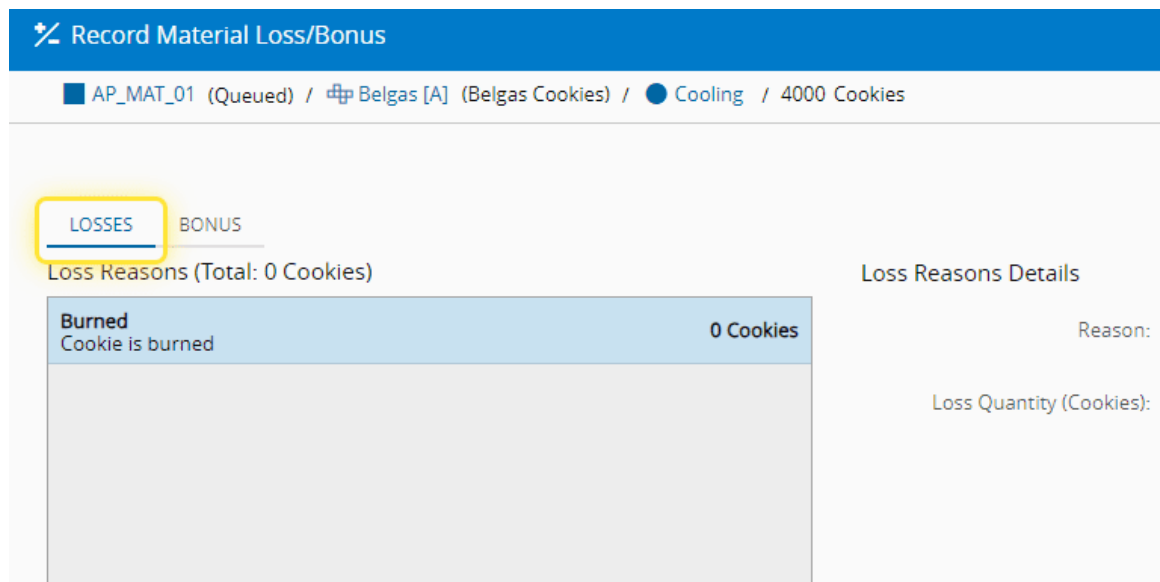 Record Material Loss/Bonus
AP_MAT_01 (Queued) / Belgas [A] (Belgas Cookies) / Cooling / 4000 Cookies
LOSSES BONUS
Loss Reasons (Total: 0 Cookies)
Loss Reasons Details
Burned 0 Cookies
Cookie is burned
Reason:
Loss Quantity (Cookies):